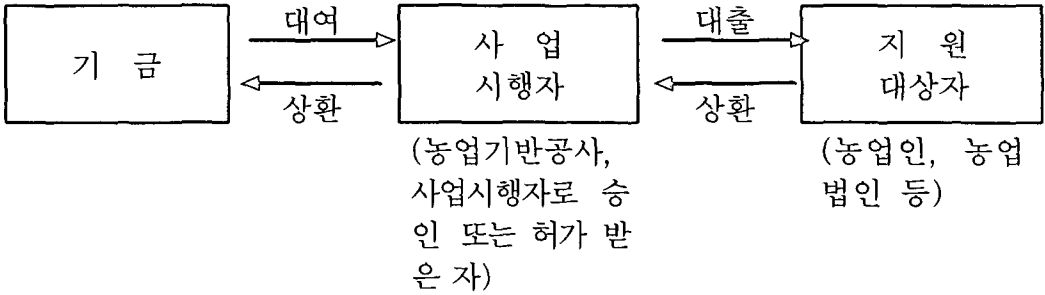 대여
대출
기 금
사 업
시행자
지 원
대상자
상환
상환
(농업기반공사,
사업시행자로 승
인 또는 허가 받
은 자)
(농업인, 농업
법인 등)